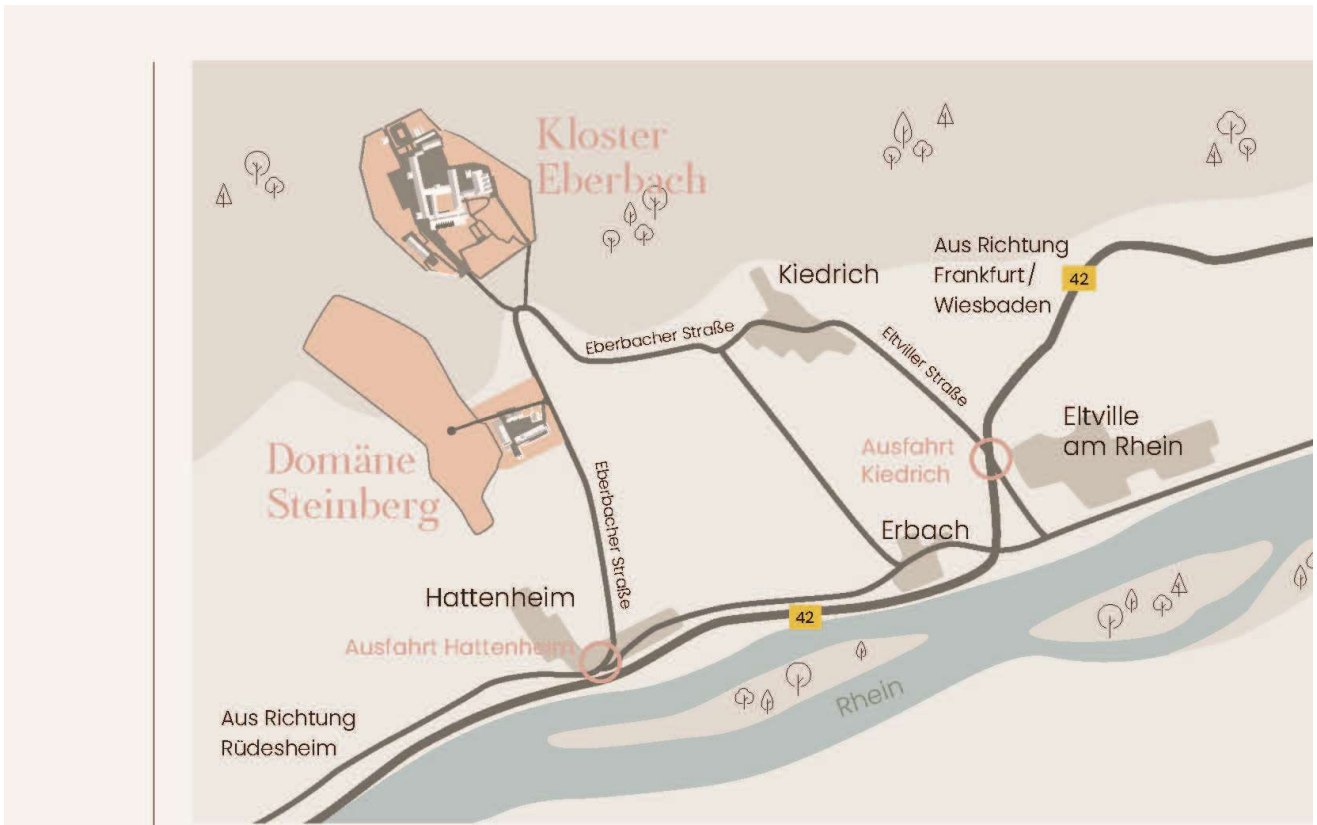 Kloster
Eberbach
Aus Richtung
Frankfurt/
Wiesbaden
42
Kiedrich
Eberbacher Straße
Eltviller Straße
Eltville
am Rhein
Ausfahrt
Kiedrich
Domäne
Steinberg
Eberbacher Straße
Erbach
Hattenheim
42
Ausfahrt Hattenheim
Rhein
Aus Richtung
Rüdesheim